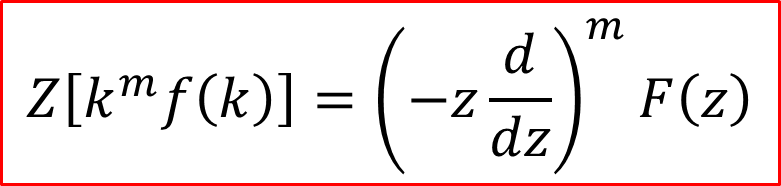 Z[k^m f(k)] = (-z d/dz)^m F(z)